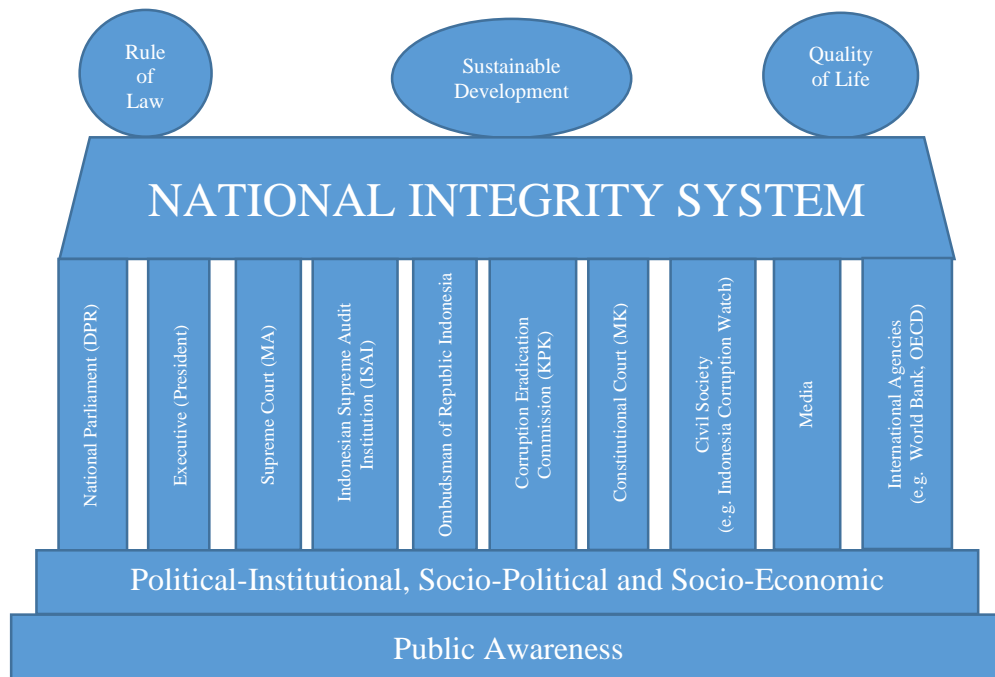 Rule
of
Law
Sustainable
Development
Quality
of Life
NATIONAL INTEGRITY SYSTEM
National Parliament (DPR)
Executive (President)
Supreme Court (MA)
Indonesian Supreme Audit
Institution (ISAI)
Ombudsman of Republic Indonesia
Corruption Eradication
Commission (KPK)
Constitutional Court (MK)
Civil Society
(e.g. Indonesia Corruption Watch)
Media
International Agencies
(e.g. World Bank, OECD)
Political-Institutional, Socio-Political and Socio-Economic
Public Awareness